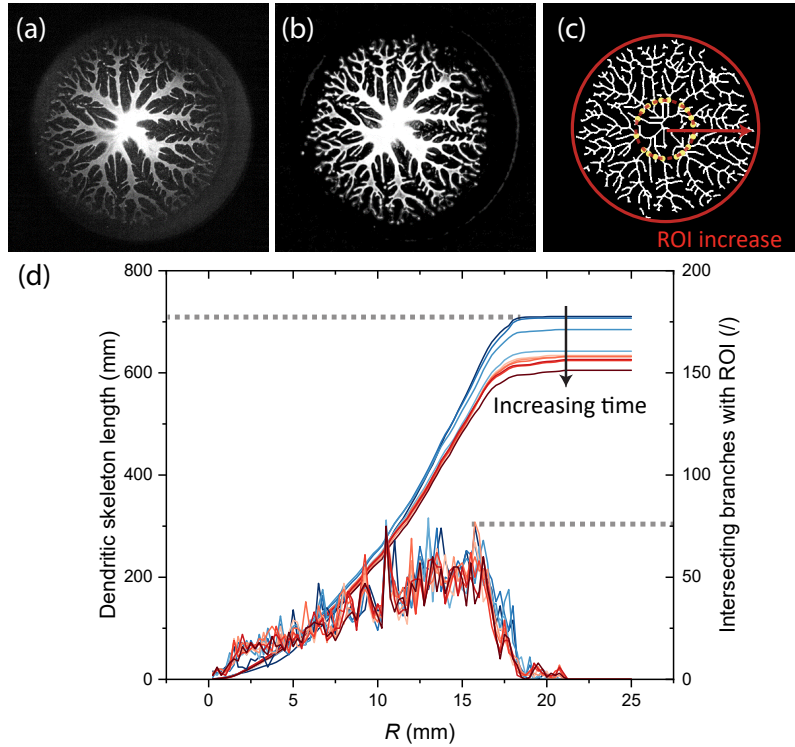 (a)
(b)
(c)
ROI increase
(d)
800
600
400
200
0
Dendritic skeleton length (mm)
200
150
100
50
0
Intersecting branches with ROI (/)
Increasing time
0 5 10 15 20 25
R (mm)